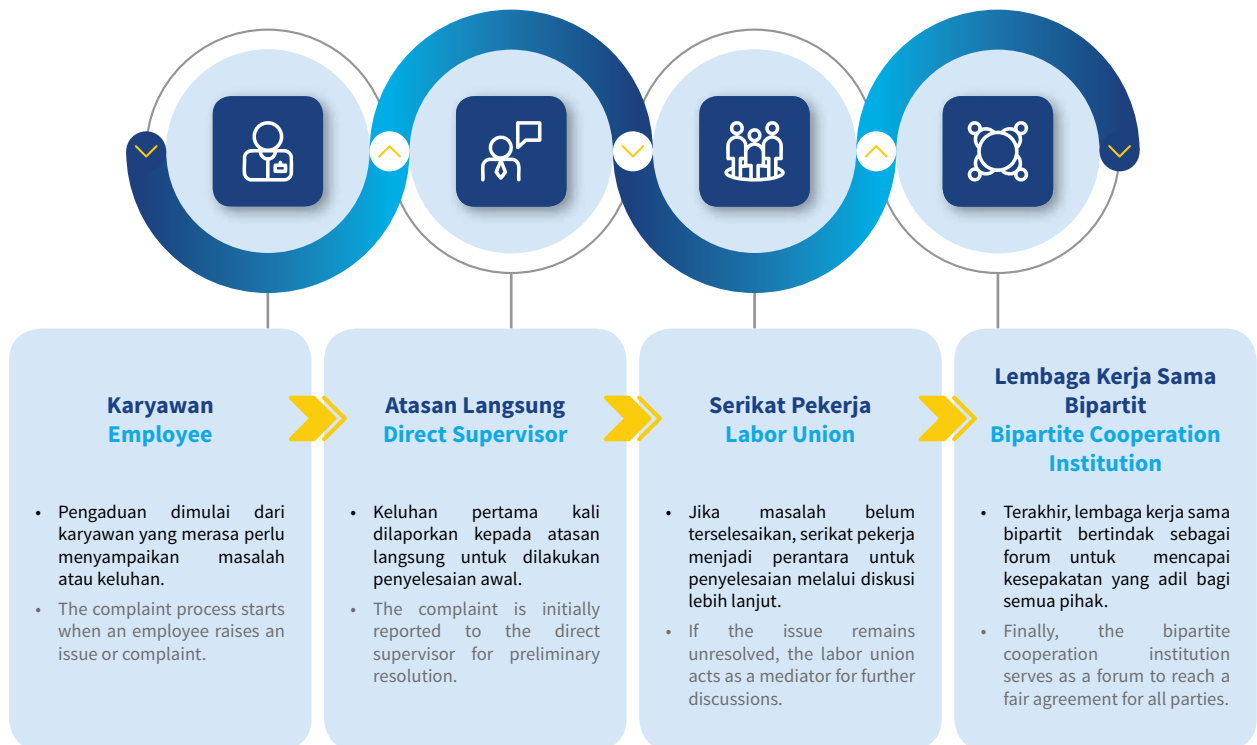 Karyawan
Employee
• Pengaduan dimulai dari
karyawan yang merasa perlu
menyampaikan masalah
atau keluhan.
• The complaint process starts
when an employee raises an
issue or complaint.
Atasan Langsung
Direct Supervisor
• Keluhan pertama kali
dilaporkan kepada atasan
langsung untuk dilakukan
penyelesaian awal.
• The complaint is initially
reported to the direct
supervisor for preliminary
resolution.
Serikat Pekerja
Labor Union
• Jika masalah belum
terselesaikan, serikat pekerja
menjadi perantara untuk
penyelesaian melalui diskusi
lebih lanjut.
• If the issue remains
unresolved, the labor union
acts as a mediator for further
discussions.
Lembaga Kerja Sama
Bipartit
Bipartite Cooperation
Institution
• Terakhir, lembaga kerja sama
bipartit bertindak sebagai
forum untuk mencapai
kesepakatan yang adil bagi
semua pihak.
• Finally, the bipartite
cooperation institution
serves as a forum to reach a
fair agreement for all parties.